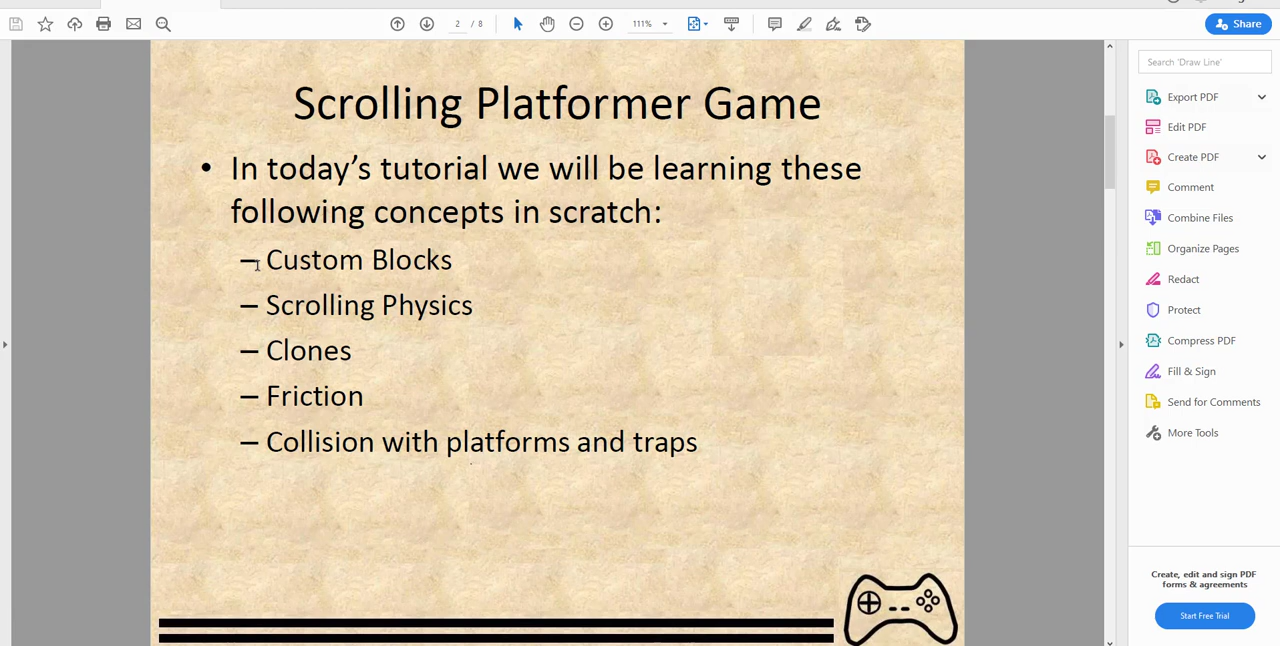 2 / 8
111%
Share
Scrolling Platformer Game
• In today's tutorial we will be learning these
following concepts in scratch:
– Custom Blocks
– Scrolling Physics
– Clones
– Friction
– Collision with platforms and traps
Search 'Draw Line'
Export PDF
Edit PDF
Create PDF
Comment
Combine Files
Organize Pages
Redact
Protect
Compress PDF
Fill & Sign
Send for Comments
More Tools
Create, edit and sign PDF
forms & agreements
Start Free Trial